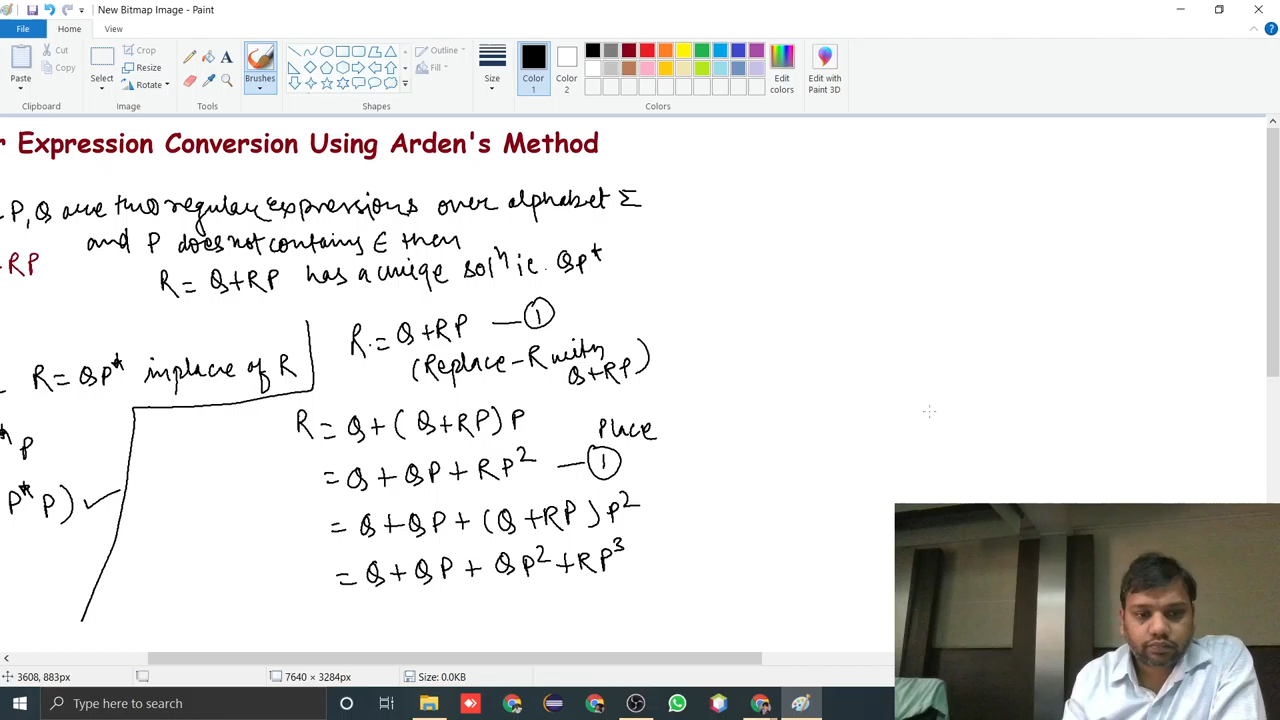 New Bitmap Image - Paint
File Home View
Cut
Copy
Paste
Clipboard
Select
Crop
Resize
Rotate
Image
Tools
Brushes
Outline
Fill
Shapes
Size
Color 1
Color 2
Edit colors
Colors
Edit with Paint 3D
r Expression Conversion Using Arden's Method
P, Q are two regular expressions over alphabet Σ
and P does not contains ∈ then
RP
R = Q+RP has a uniqe solⁿ ie. QP*
R = Q+RP — ①
(Replace - R with Q+RP)
R = QP* inplace of R
R = Q + (Q+RP) P
Place
P
= Q + QP + RP² — ①
P* P) ✓
= Q + QP + (Q+RP) P²
= Q + QP + QP² + RP³
3608, 883px
7640 × 3284px
Size: 0.0KB
Type here to search